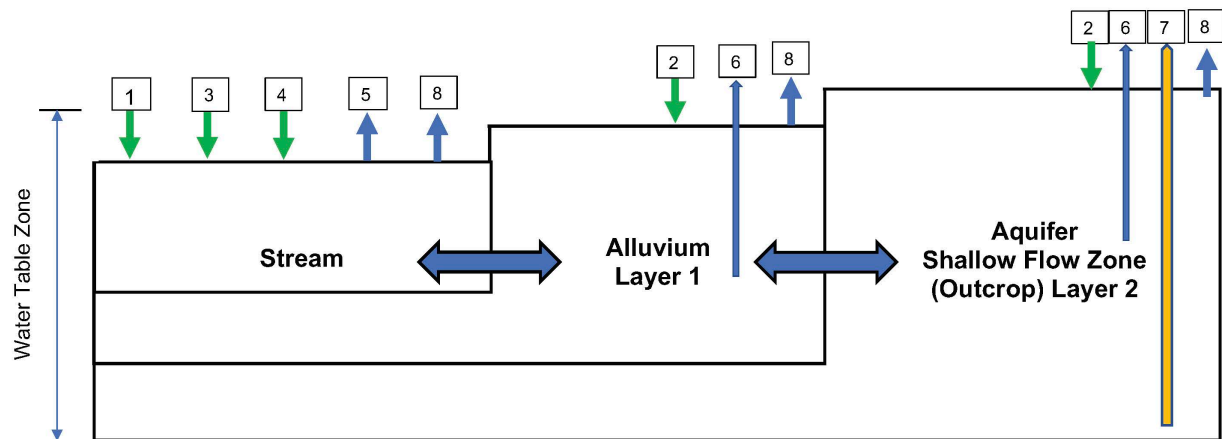 2 6 7 8
2 6 8
1 3 4 5 8
Water Table Zone
Stream
Alluvium
Layer 1
Aquifer
Shallow Flow Zone
(Outcrop) Layer 2